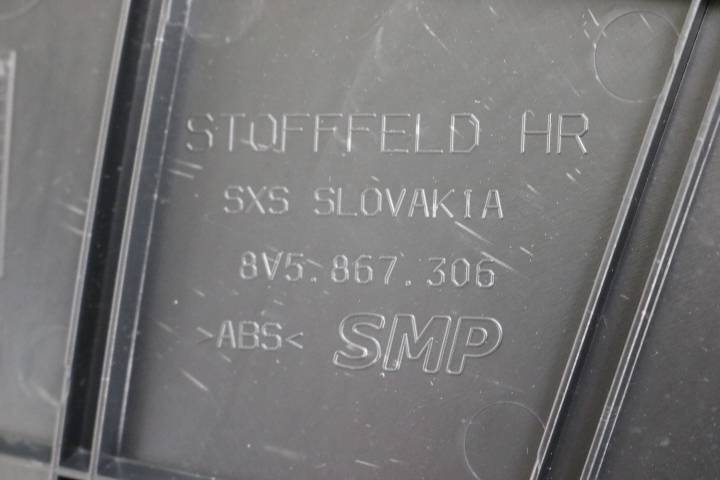 STOFFFELD HR
SXS SLOVAKIA
8V5.867.306
>ABS< SMP